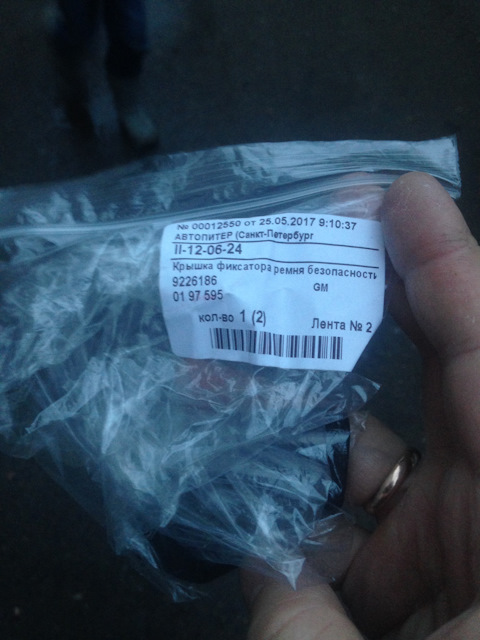 № 00012550 от 25.05.2017 9:10:37
АВТОПИТЕР (Санкт-Петербург
II-12-06-24
Крышка фиксатора ремня безопасность
9226186 GM
01 97 595
кол-во 1 (2) Лента № 2